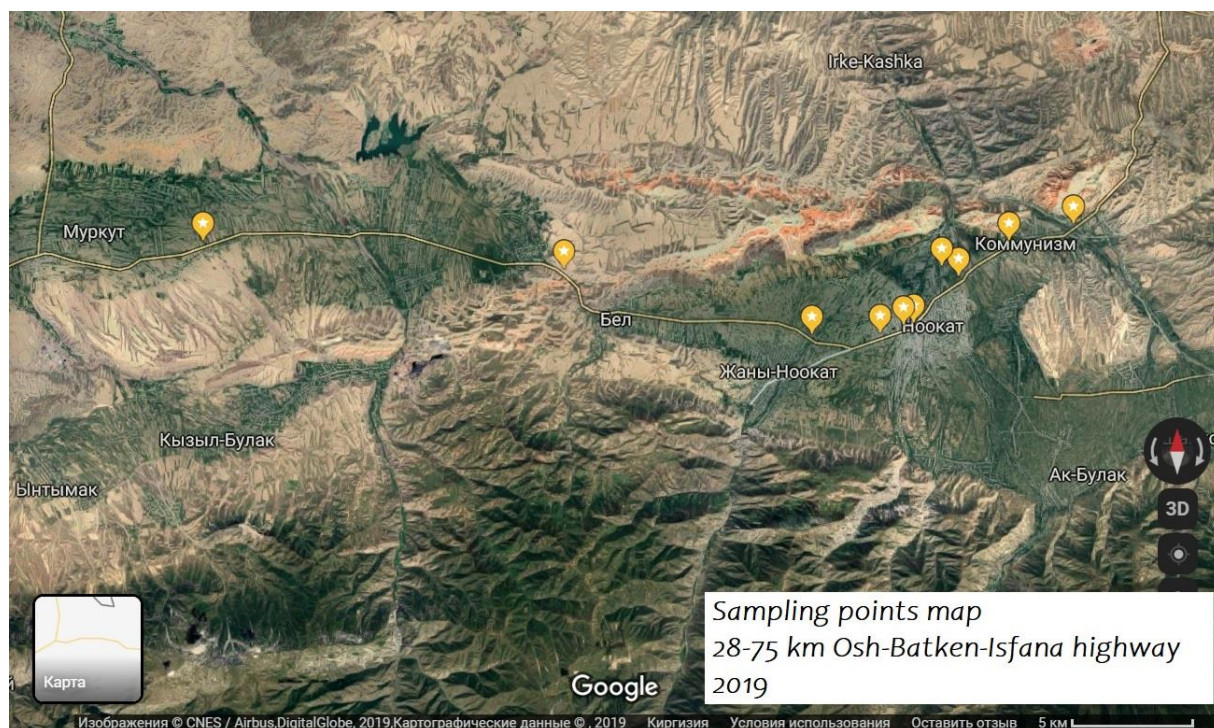 Irke-Kashka
Муркут
Коммунизм
Бел
Ноокат
Жаны-Ноокат
Кызыл-Булак
Ак-Булак
Ынтымак
3D
Sampling points map
28-75 km Osh-Batken-Isfana highway
2019
Карта
Google
Изображения © CNES / Airbus,DigitalGlobe, 2019,Картографические данные © , 2019 Киргизия Условия использования Оставить отзыв 5 км